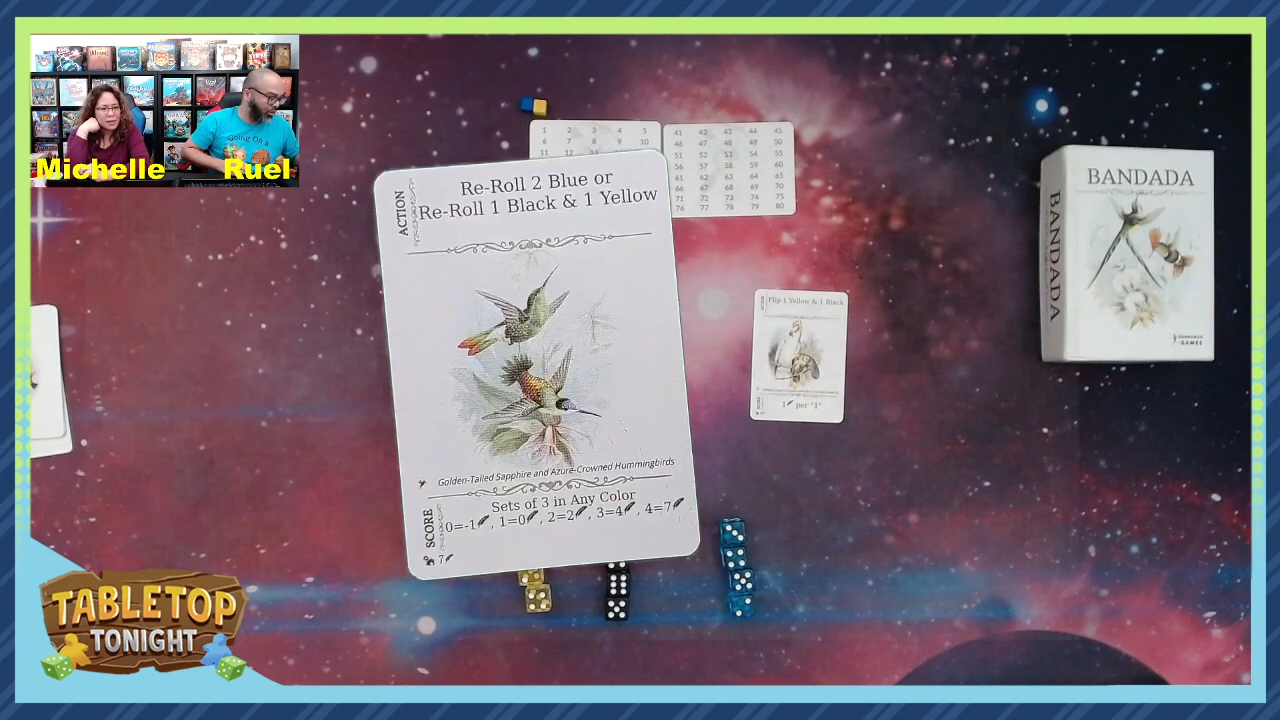 Going On A
Michelle
Ruel
1 2 3 4 5
6 7 8 9 10
11 12
41 42 43 44 45
46 47 48 49 50
51 52 53 54 55
56 57 58 59 60
61 62 63 64 65
66 67 68 69 70
71 72 73 74 75
76 77 78 79 80
ACTION
Re-Roll 2 Blue or
Re-Roll 1 Black & 1 Yellow
Golden-Tailed Sapphire and Azure-Crowned Hummingbirds
SCORE
Sets of 3 in Any Color
0=-1, 1=0, 2=2, 3=4, 4=7
7
Flip 1 Yellow & 1 Black
1 per "1"
BANDADA
BANDADA
GAMES
TABLETOP
TONIGHT